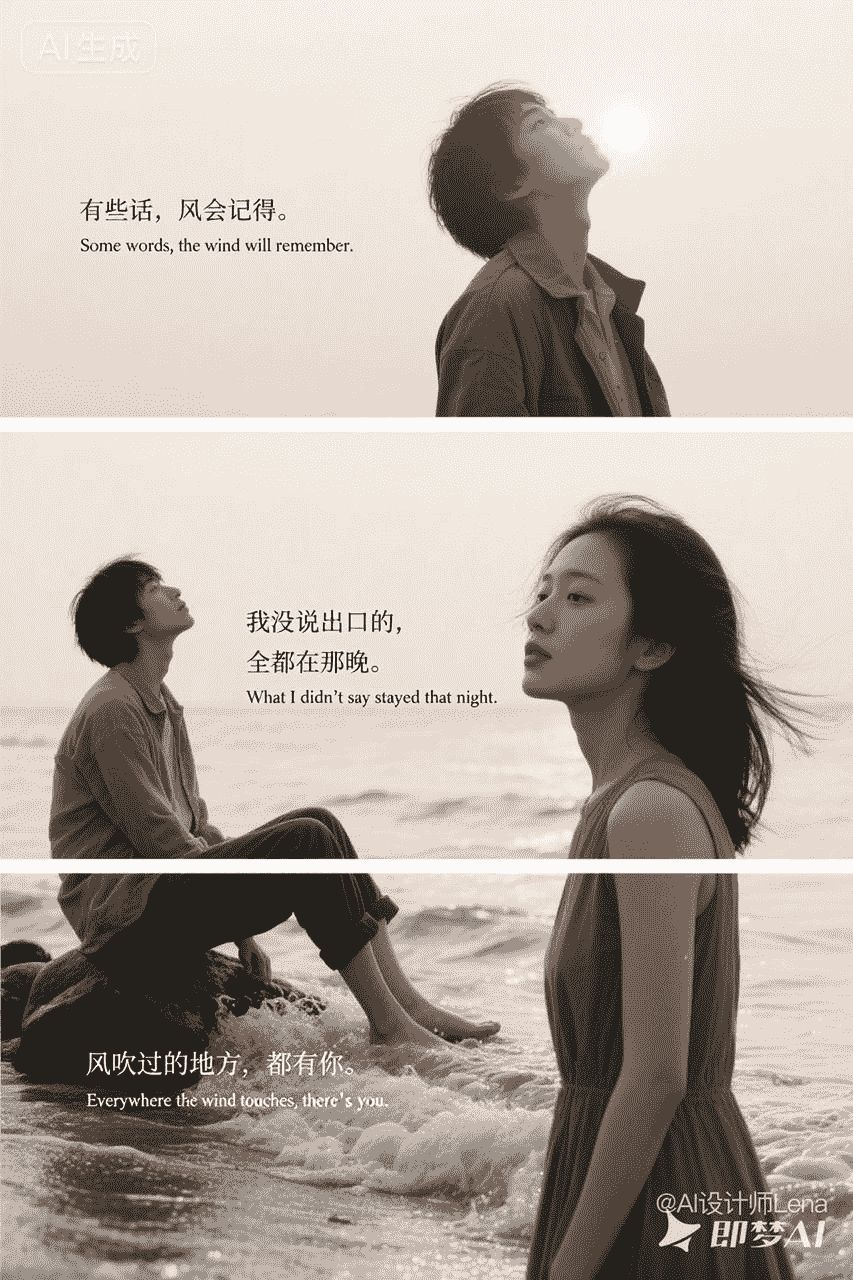 AI生成
有些话，风会记得。
Some words, the wind will remember.
我没说出口的，
全都在那晚。
What I didn't say stayed that night.
风吹过的地方，都有你。
Everywhere the wind touches, there's you.
@AI设计师Lena
即梦AI